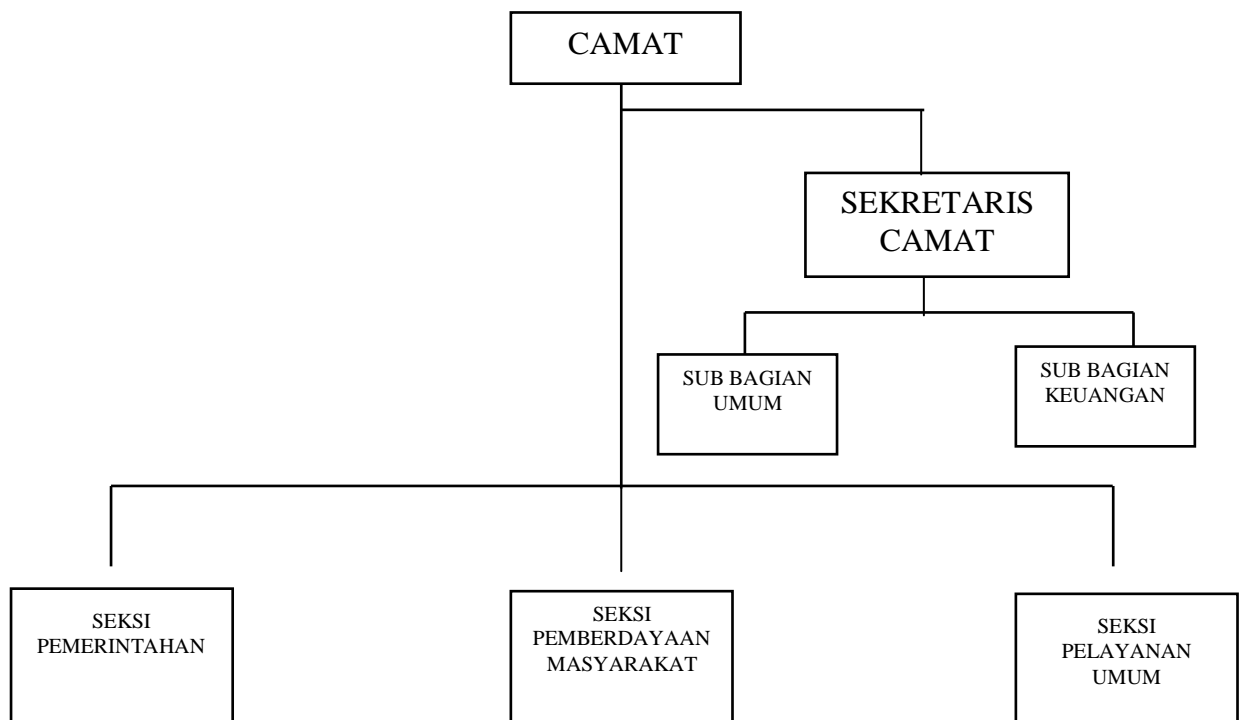 CAMAT
SEKRETARIS
CAMAT
SUB BAGIAN
UMUM
SUB BAGIAN
KEUANGAN
SEKSI
PEMERINTAHAN
SEKSI
PEMBERDAYAAN
MASYARAKAT
SEKSI
PELAYANAN
UMUM